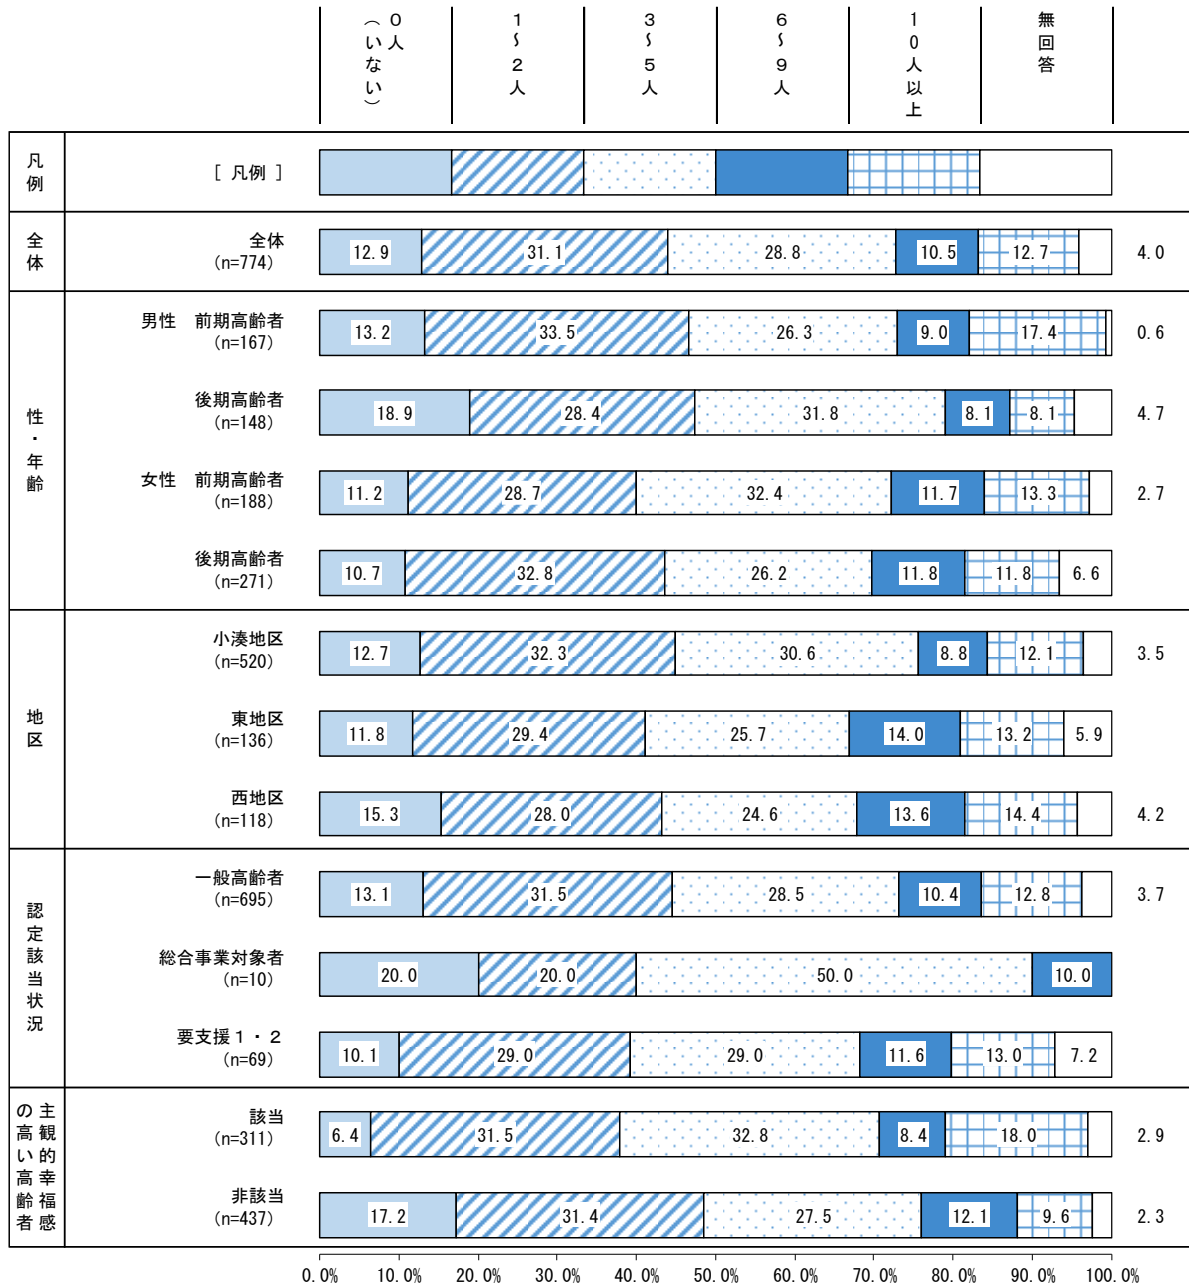 ０人（いない）
１～２人
３～５人
６～９人
１０人以上
無回答
凡例
[ 凡例 ]
全体
全体
(n=774)
12.9
31.1
28.8
10.5
12.7
4.0
性・年齢
男性　前期高齢者
(n=167)
13.2
33.5
26.3
9.0
17.4
0.6
後期高齢者
(n=148)
18.9
28.4
31.8
8.1
8.1
4.7
女性　前期高齢者
(n=188)
11.2
28.7
32.4
11.7
13.3
2.7
後期高齢者
(n=271)
10.7
32.8
26.2
11.8
11.8
6.6
地区
小湊地区
(n=520)
12.7
32.3
30.6
8.8
12.1
3.5
東地区
(n=136)
11.8
29.4
25.7
14.0
13.2
5.9
西地区
(n=118)
15.3
28.0
24.6
13.6
14.4
4.2
認定該当状況
一般高齢者
(n=695)
13.1
31.5
28.5
10.4
12.8
3.7
総合事業対象者
(n=10)
20.0
20.0
50.0
10.0
要支援１・２
(n=69)
10.1
29.0
29.0
11.6
13.0
7.2
主観的幸福感
の高い高齢者
該当
(n=311)
6.4
31.5
32.8
8.4
18.0
2.9
非該当
(n=437)
17.2
31.4
27.5
12.1
9.6
2.3
0.0%
10.0%
20.0%
30.0%
40.0%
50.0%
60.0%
70.0%
80.0%
90.0%
100.0%